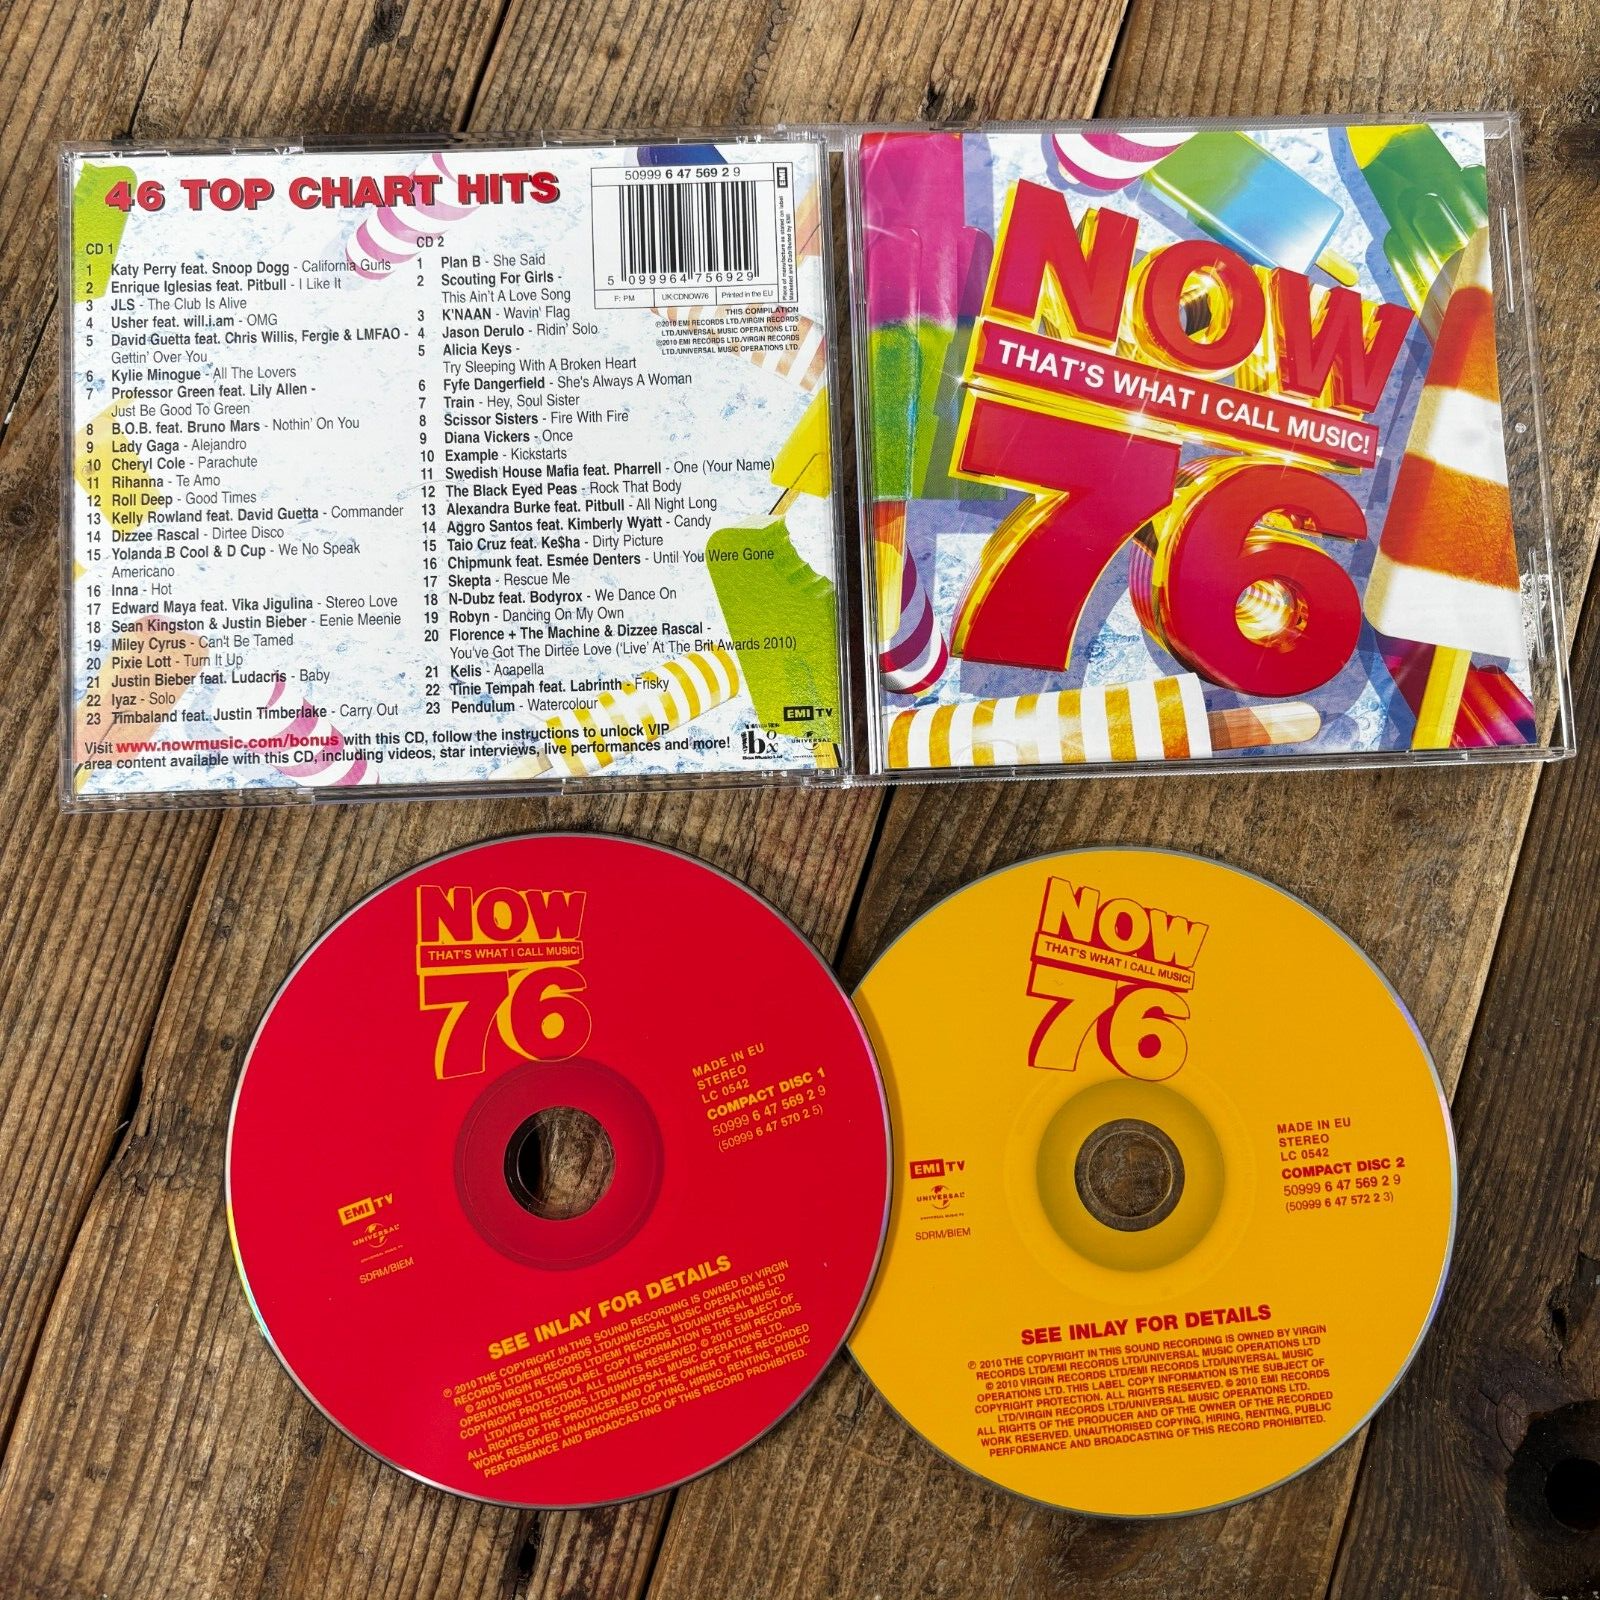 46 TOP CHART HITS
CD 1
1 Katy Perry feat. Snoop Dogg - California Gurls
2 Enrique Iglesias feat. Pitbull - I Like It
3 JLS - The Club Is Alive
4 Usher feat. will.i.am - OMG
5 David Guetta feat. Chris Willis, Fergie & LMFAO -
Gettin' Over You
6 Kylie Minogue - All The Lovers
7 Professor Green feat. Lily Allen -
Just Be Good To Green
8 B.O.B. feat. Bruno Mars - Nothin' On You
9 Lady Gaga - Alejandro
10 Cheryl Cole - Parachute
11 Rihanna - Te Amo
12 Roll Deep - Good Times
13 Kelly Rowland feat. David Guetta - Commander
14 Dizzee Rascal - Dirtee Disco
15 Yolanda B Cool & D Cup - We No Speak
Americano
16 Inna - Hot
17 Edward Maya feat. Vika Jigulina - Stereo Love
18 Sean Kingston & Justin Bieber - Eenie Meenie
19 Miley Cyrus - Can't Be Tamed
20 Pixie Lott - Turn It Up
21 Justin Bieber feat. Ludacris - Baby
22 Iyaz - Solo
23 Timbaland feat. Justin Timberlake - Carry Out
CD 2
1 Plan B - She Said
2 Scouting For Girls -
This Ain't A Love Song
3 K'NAAN - Wavin' Flag
4 Jason Derulo - Ridin' Solo
5 Alicia Keys -
Try Sleeping With A Broken Heart
6 Fyfe Dangerfield - She's Always A Woman
7 Train - Hey, Soul Sister
8 Scissor Sisters - Fire With Fire
9 Diana Vickers - Once
10 Example - Kickstarts
11 Swedish House Mafia feat. Pharrell - One (Your Name)
12 The Black Eyed Peas - Rock That Body
13 Alexandra Burke feat. Pitbull - All Night Long
14 Aggro Santos feat. Kimberly Wyatt - Candy
15 Taio Cruz feat. Ke$ha - Dirty Picture
16 Chipmunk feat. Esmée Denters - Until You Were Gone
17 Skepta - Rescue Me
18 N-Dubz feat. Bodyrox - We Dance On
19 Robyn - Dancing On My Own
20 Florence + The Machine & Dizzee Rascal -
You've Got The Dirtee Love ('Live' At The Brit Awards 2010)
21 Kelis - Acapella
22 Tinie Tempah feat. Labrinth - Frisky
23 Pendulum - Watercolour
50999 6 47 569 2 9
5 099964 756929
F: PM UK:CDNOW76 Printed in the EU
EMI
Place of manufacture as stated on label
Marketed and Distributed by EMI
THIS COMPILATION
℗2010 EMI RECORDS LTD./VIRGIN RECORDS
LTD./UNIVERSAL MUSIC OPERATIONS LTD.
©2010 EMI RECORDS LTD./VIRGIN RECORDS
LTD./UNIVERSAL MUSIC OPERATIONS LTD.
Visit www.nowmusic.com/bonus with this CD, follow the instructions to unlock VIP
area content available with this CD, including videos, star interviews, live performances and more!
EMI TV
box
Box Music Ltd
UNIVERSAL
NOW
THAT'S WHAT I CALL MUSIC!
76
NOW
THAT'S WHAT I CALL MUSIC!
76
MADE IN EU
STEREO
LC 0542
COMPACT DISC 1
50999 6 47 569 2 9
(50999 6 47 570 2 5)
EMI TV
UNIVERSAL
UNIVERSAL MUSIC TV
SDRM/BIEM
SEE INLAY FOR DETAILS
℗ 2010 THE COPYRIGHT IN THIS SOUND RECORDING IS OWNED BY VIRGIN
RECORDS LTD/EMI RECORDS LTD/UNIVERSAL MUSIC OPERATIONS LTD
© 2010 VIRGIN RECORDS LTD/EMI RECORDS LTD/UNIVERSAL MUSIC
OPERATIONS LTD. THIS LABEL COPY INFORMATION IS THE SUBJECT OF
COPYRIGHT PROTECTION. ALL RIGHTS RESERVED. © 2010 EMI RECORDS
LTD/VIRGIN RECORDS LTD/UNIVERSAL MUSIC OPERATIONS LTD.
ALL RIGHTS OF THE PRODUCER AND OF THE OWNER OF THE RECORDED
WORK RESERVED. UNAUTHORISED COPYING, HIRING, RENTING, PUBLIC
PERFORMANCE AND BROADCASTING OF THIS RECORD PROHIBITED.
NOW
THAT'S WHAT I CALL MUSIC!
76
MADE IN EU
STEREO
LC 0542
COMPACT DISC 2
50999 6 47 569 2 9
(50999 6 47 572 2 3)
EMI TV
UNIVERSAL
UNIVERSAL MUSIC TV
SDRM/BIEM
SEE INLAY FOR DETAILS
℗ 2010 THE COPYRIGHT IN THIS SOUND RECORDING IS OWNED BY VIRGIN
RECORDS LTD/EMI RECORDS LTD/UNIVERSAL MUSIC OPERATIONS LTD
© 2010 VIRGIN RECORDS LTD/EMI RECORDS LTD/UNIVERSAL MUSIC
OPERATIONS LTD. THIS LABEL COPY INFORMATION IS THE SUBJECT OF
COPYRIGHT PROTECTION. ALL RIGHTS RESERVED. © 2010 EMI RECORDS
LTD/VIRGIN RECORDS LTD/UNIVERSAL MUSIC OPERATIONS LTD.
ALL RIGHTS OF THE PRODUCER AND OF THE OWNER OF THE RECORDED
WORK RESERVED. UNAUTHORISED COPYING, HIRING, RENTING, PUBLIC
PERFORMANCE AND BROADCASTING OF THIS RECORD PROHIBITED.